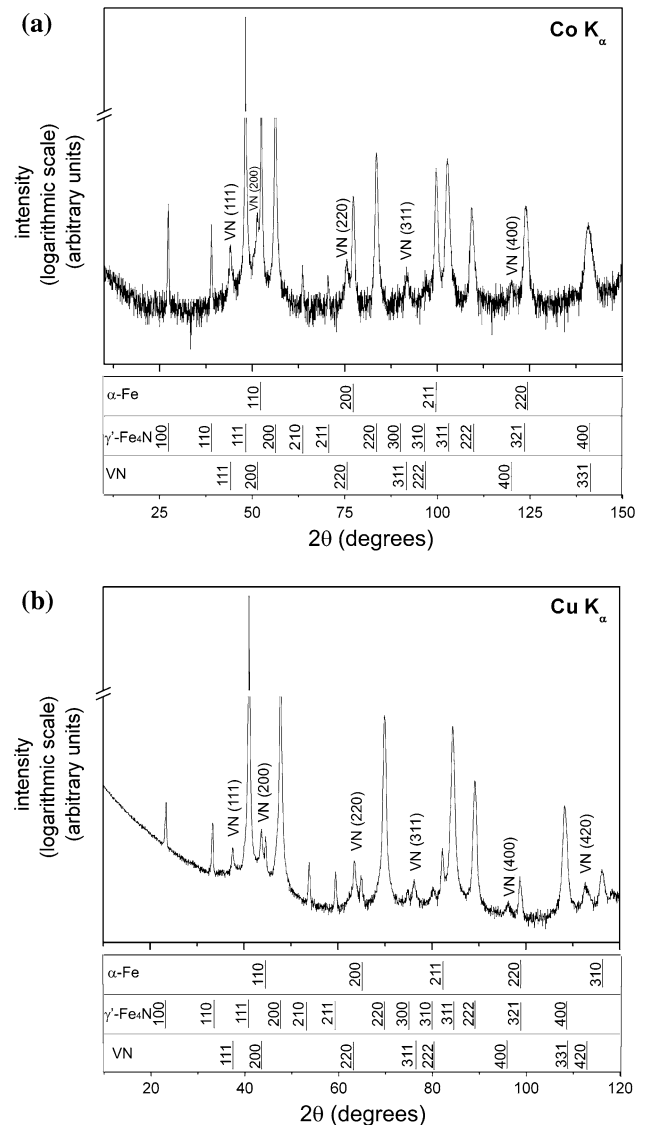 (a)
Co Kα
intensity
(logarithmic scale)
(arbitrary units)
VN (111)
VN (200)
VN (220)
VN (311)
VN (400)
α-Fe
110
200
211
220
γ'-Fe4N
100
110
111
200
210
211
220
300
310
311
222
321
400
VN
111
200
220
311
222
400
331
25
50
75
100
125
150
2θ (degrees)
(b)
Cu Kα
intensity
(logarithmic scale)
(arbitrary units)
VN (111)
VN (200)
VN (220)
VN (311)
VN (400)
VN (420)
α-Fe
110
200
211
220
310
γ'-Fe4N
100
110
111
200
210
211
220
300
310
311
222
321
400
VN
111
200
220
311
222
400
331
420
20
40
60
80
100
120
2θ (degrees)